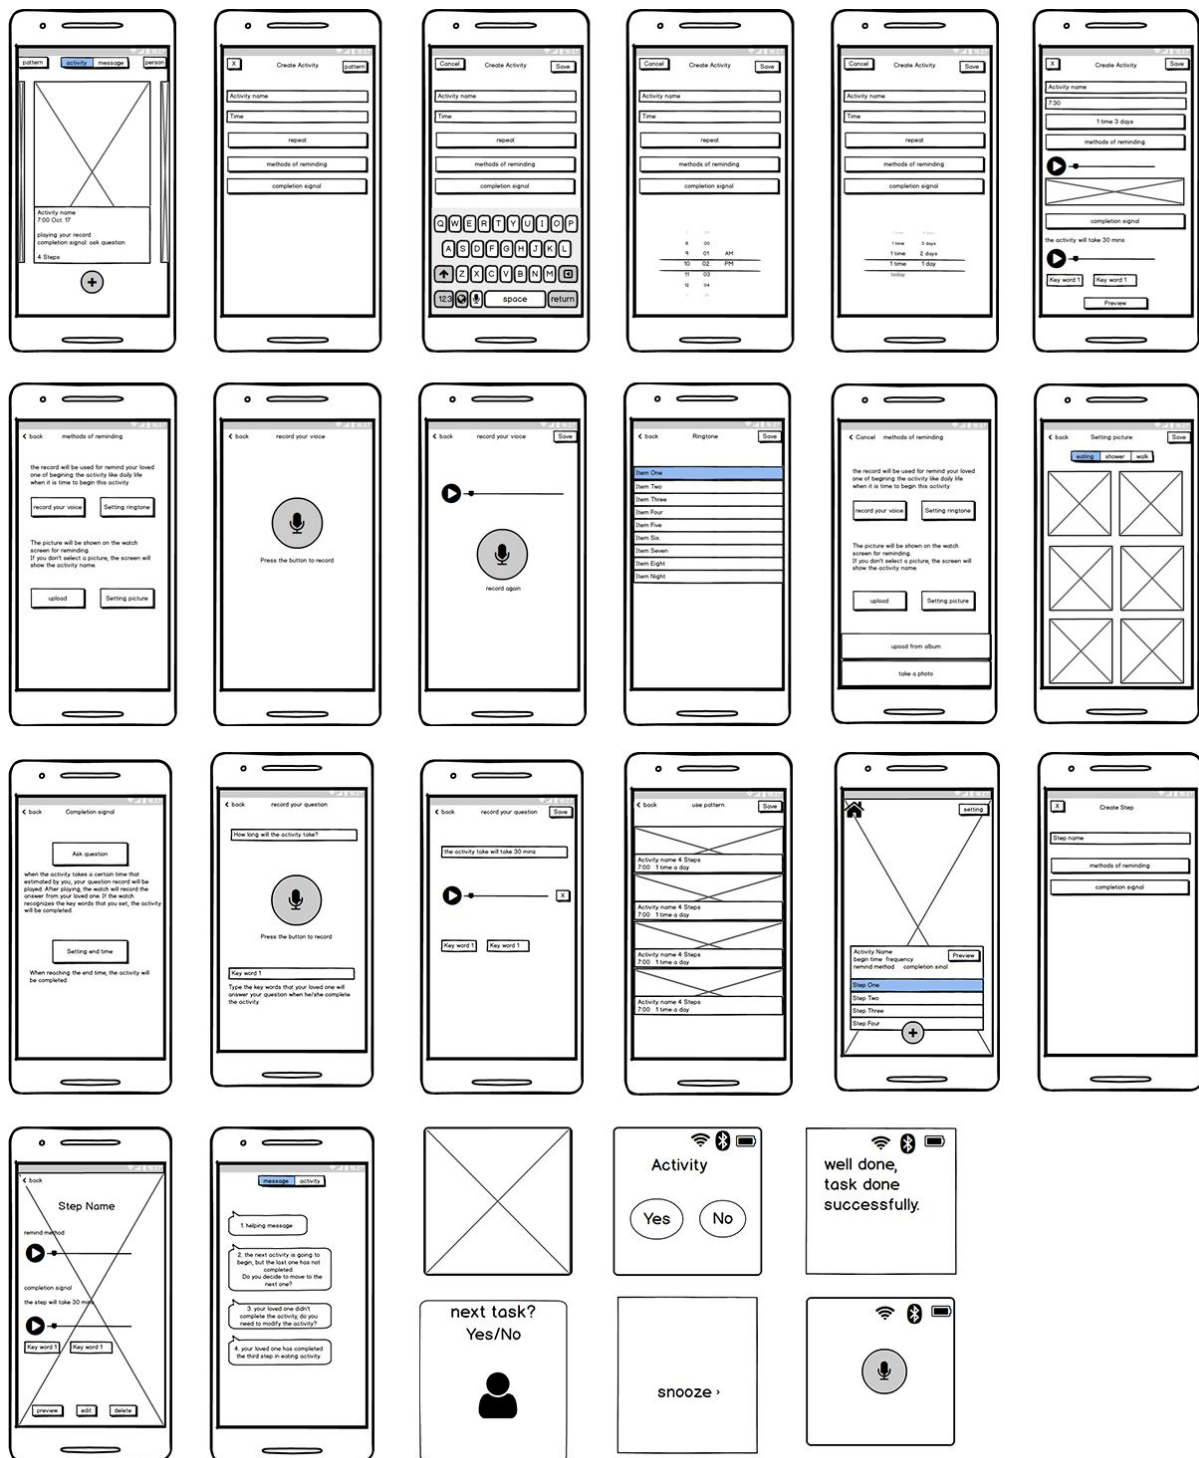 pattern
activity
message
person
Activity name
7:00 Oct. 17
playing your record
completion signal: ask question
4 Steps
X
Create Activity
pattern
Activity name
Time
repeat
methods of reminding
completion signal
Cancel
Create Activity
Save
Activity name
Time
repeat
methods of reminding
completion signal
Q W E R T Y U I O P
A S D F G H J K L
Z X C V B N M
123
space
return
Cancel
Create Activity
Save
Activity name
Time
repeat
methods of reminding
completion signal
8 00
9 01 AM
10 02 PM
11 03
12 04
Cancel
Create Activity
Save
Activity name
Time
repeat
methods of reminding
completion signal
1 time 3 days
1 time 2 days
1 time 1 day
today
X
Create Activity
Save
Activity name
7:30
1 time 3 days
methods of reminding
completion signal
the activity will take 30 mins
Key word 1
Key word 1
Preview
back
methods of reminding
the record will be used for remind your loved
one of begining the activity like daily life
when it is time to begin this activity
record your voice
Setting ringtone
The picture will be shown on the watch
screen for reminding.
If you don't select a picture, the screen will
show the activity name.
upload
Setting picture
back
record your vioce
Press the button to record
back
record your vioce
Save
record again
back
Ringtone
Save
Item One
Item Two
Item Three
Item Four
Item Five
Item Six
Item Seven
Item Eight
Item Night
Cancel
methods of reminding
the record will be used for remind your loved
one of begining the activity like daily life
when it is time to begin this activity
record your voice
Setting ringtone
The picture will be shown on the watch
screen for reminding.
If you don't select a picture, the screen will
show the activity name.
upload
Setting picture
upoad from album
take a photo
back
Setting picture
Save
eating
shower
walk
back
Completion signal
Ask question
when the activity takes a certain time that
estimated by you, your question record will be
played. After playing, the watch will record the
answer from your loved one. If the watch
recognizes the key words that you set, the activity
will be completed.
Setting end time
When reaching the end time, the activity will
be completed
back
record your question
How long will the activity take?
Press the button to record
Key word 1
Type the key words that your loved one will
answer your question when he/she complete
the activity
back
record your question
Save
the activity take will take 30 mins
X
Key word 1
Key word 1
back
use pattern
Save
Activity name 4 Steps
7:00 1 time a day
Activity name 4 Steps
7:00 1 time a day
Activity name 4 Steps
7:00 1 time a day
Activity name 4 Steps
7:00 1 time a day
setting
Activity Name
begin time frequency
remind method completion sinal
Preview
Step One
Step Two
Step Three
Step Four
X
Create Step
Step name
methods of reminding
completion signal
back
Step Name
remind method
completion signal
the step will take 30 mins
Key word 1
Key word 1
preview
edit
delete
message
activity
1. helping message
2. the next activity is going to
begin, but the last one has not
completed.
Do you decide to move to the
next one?
3. your loved one didn't
complete the activity, do you
need to modify the activity?
4. your loved one has completed
the third step in eating activity
Activity
Yes
No
well done,
task done
successfully.
next task?
Yes/No
snooze ›